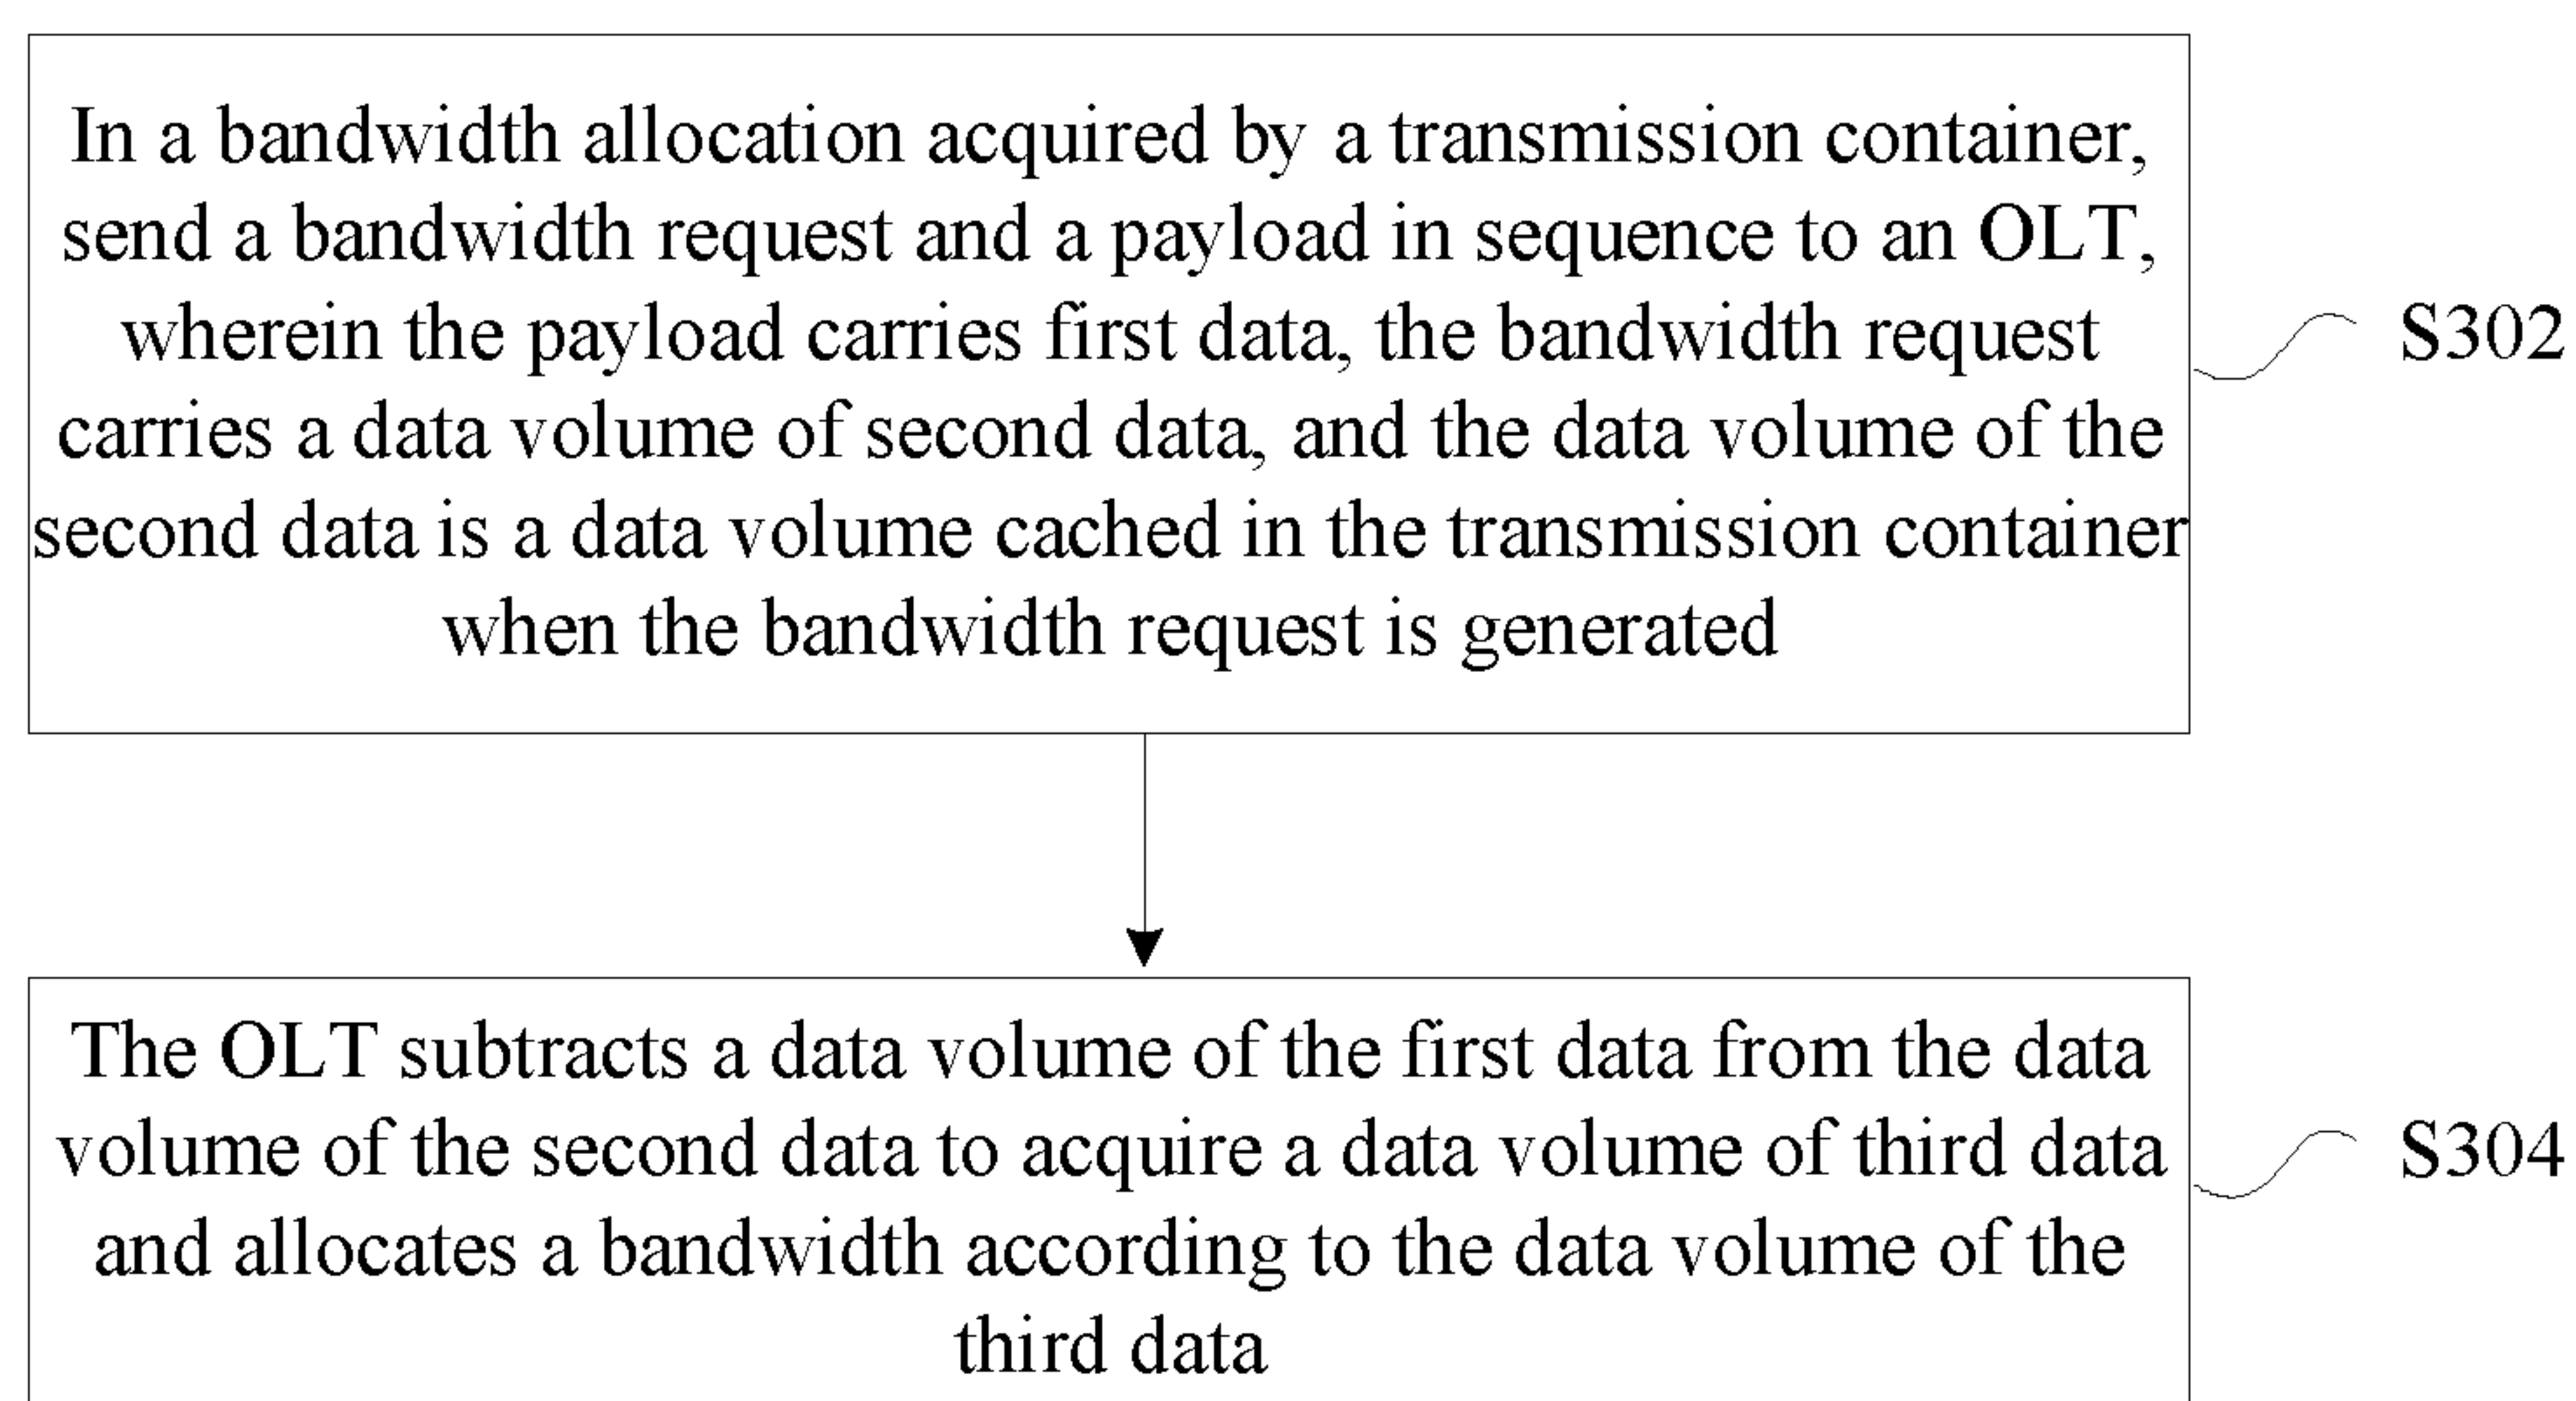 In a bandwidth allocation acquired by a transmission container,
send a bandwidth request and a payload in sequence to an OLT,
wherein the payload carries first data, the bandwidth request
carries a data volume of second data, and the data volume of the
second data is a data volume cached in the transmission container
when the bandwidth request is generated
S302
The OLT subtracts a data volume of the first data from the data
volume of the second data to acquire a data volume of third data
and allocates a bandwidth according to the data volume of the
third data
S304